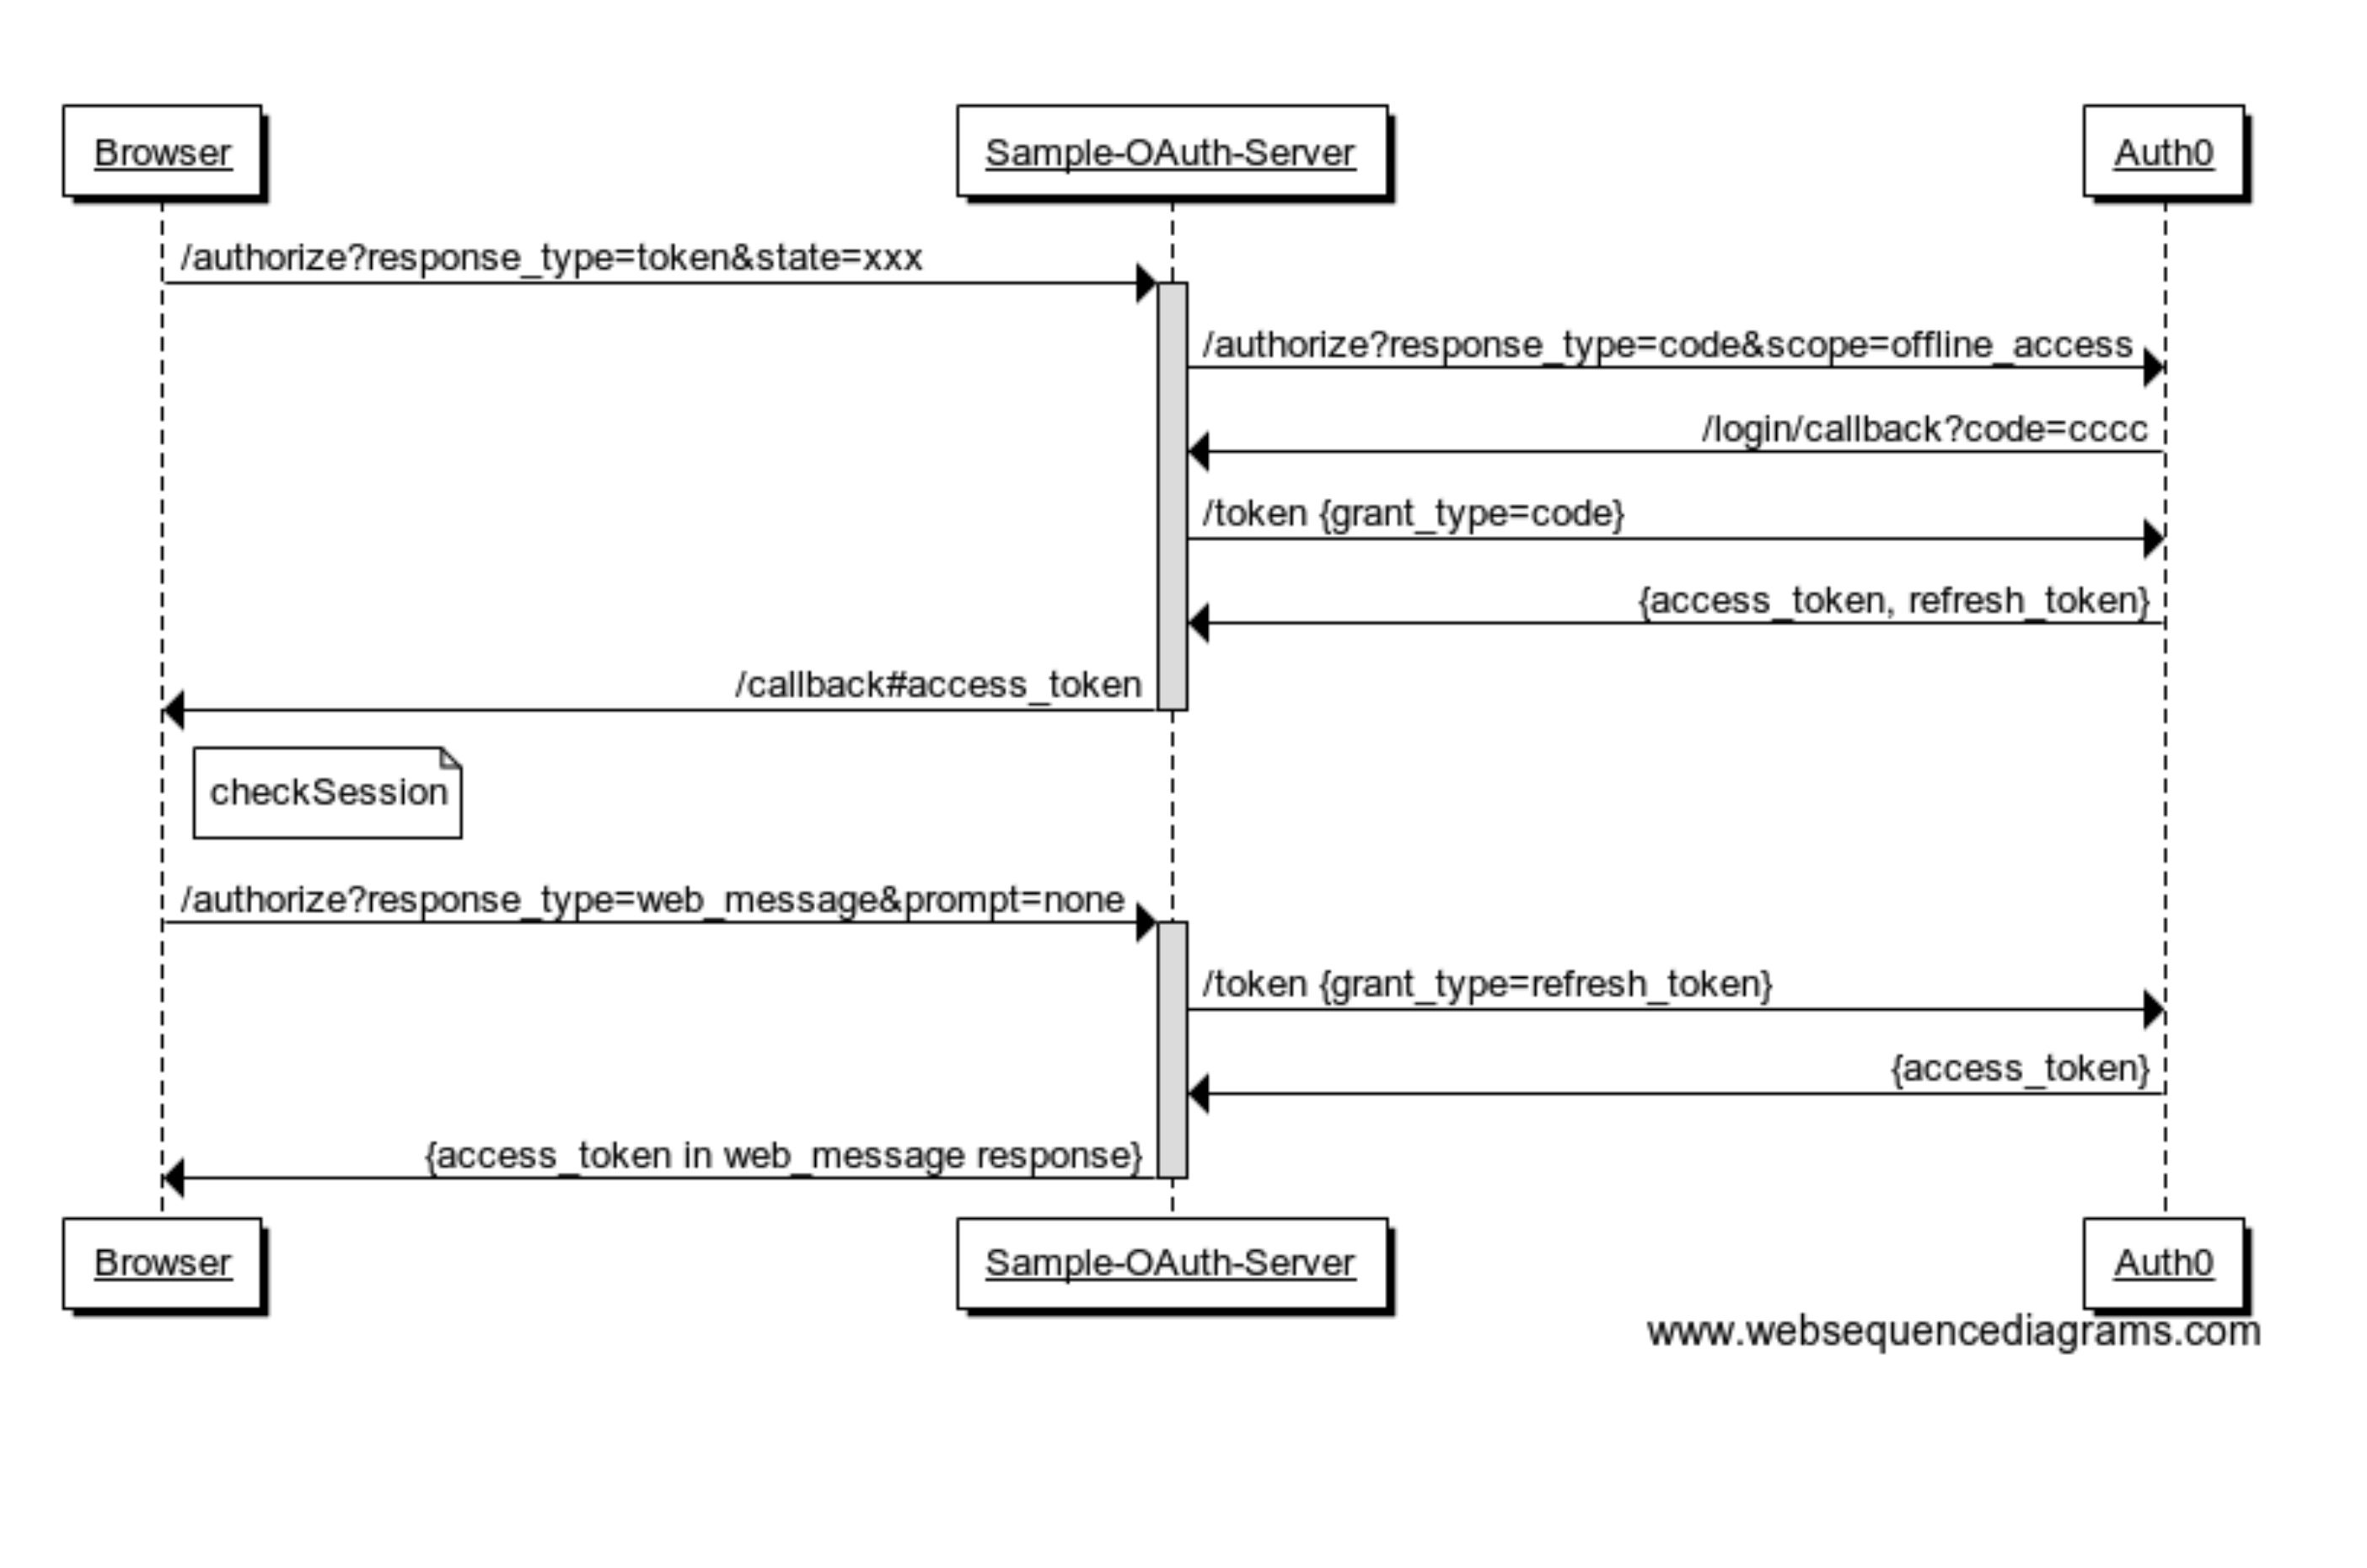 Browser
Sample-OAuth-Server
Auth0
/authorize?response_type=token&state=xxx
/authorize?response_type=code&scope=offline_access
/login/callback?code=cccc
/token {grant_type=code}
{access_token, refresh_token}
/callback#access_token
checkSession
/authorize?response_type=web_message&prompt=none
/token {grant_type=refresh_token}
{access_token}
{access_token in web_message response}
Browser
Sample-OAuth-Server
Auth0
www.websequencediagrams.com